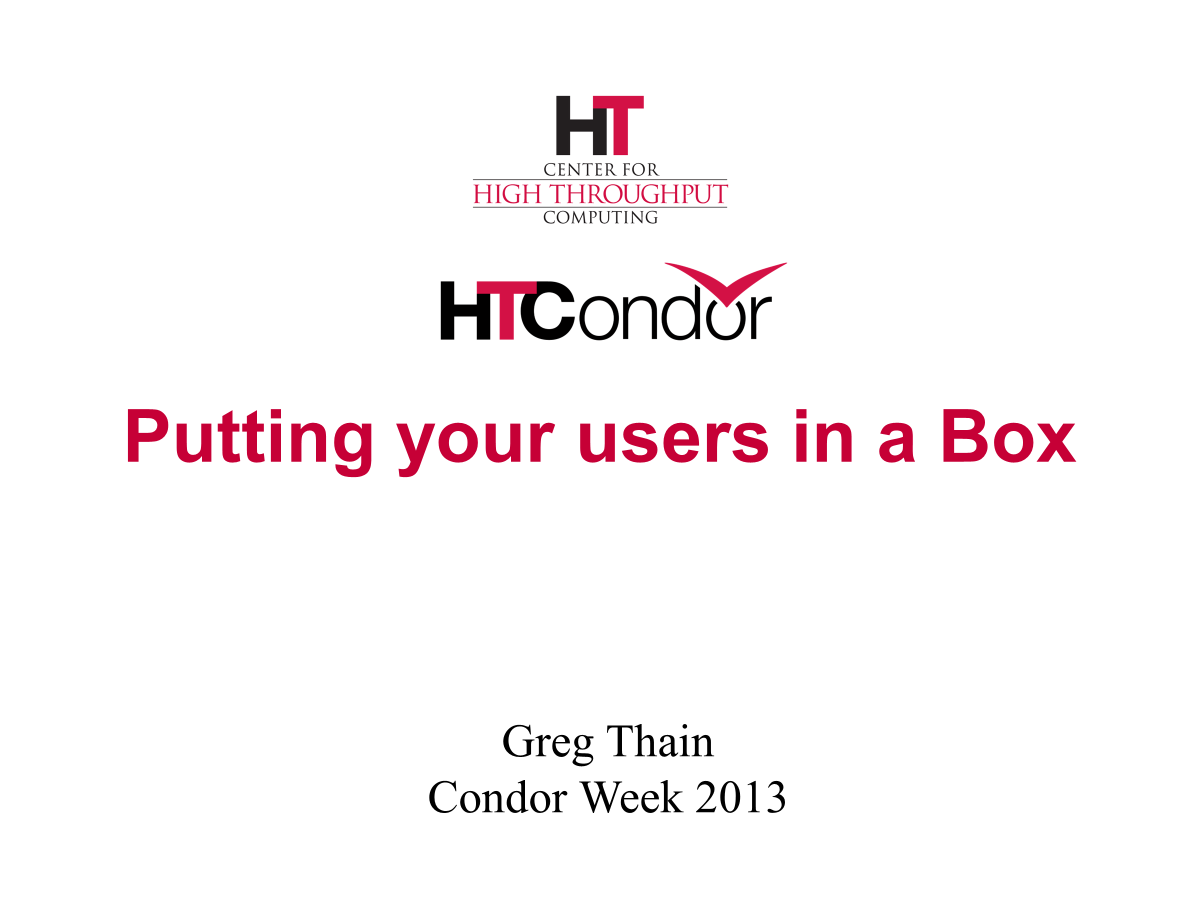 HT
CENTER FOR
HIGH THROUGHPUT
COMPUTING
HTCondor
Putting your users in a Box
Greg Thain
Condor Week 2013